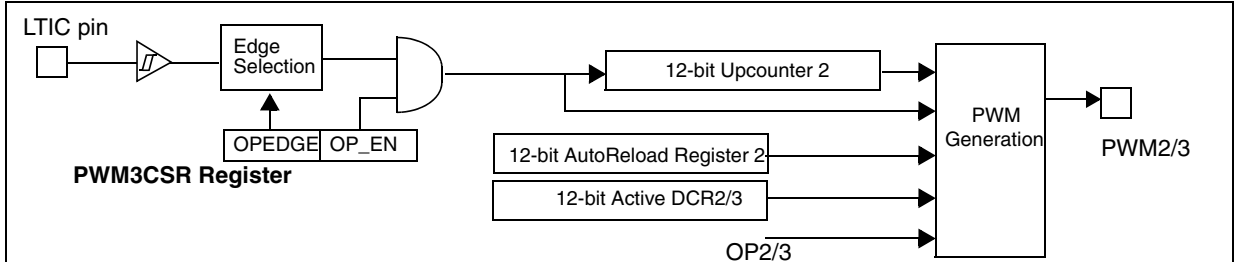 LTIC pin
Edge
Selection
12-bit Upcounter 2
PWM
Generation
OPEDGE OP_EN
PWM3CSR Register
12-bit AutoReload Register 2
PWM2/3
12-bit Active DCR2/3
OP2/3